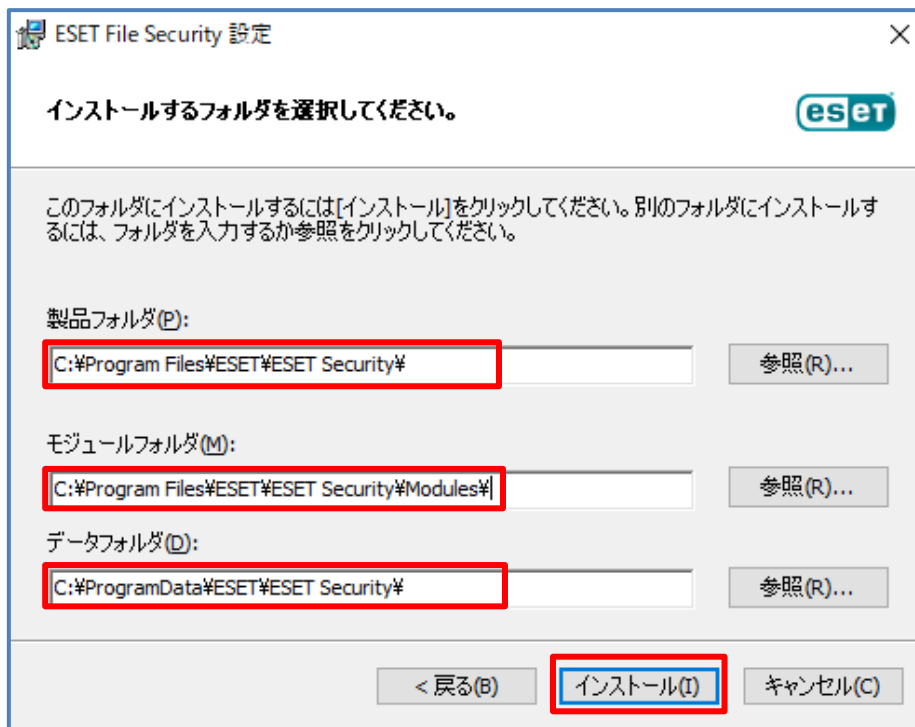 ESET File Security 設定
インストールするフォルダを選択してください。
eset
このフォルダにインストールするには[インストール]をクリックしてください。別のフォルダにインストールす
るには、フォルダを入力するか参照をクリックしてください。
製品フォルダ(P):
C:¥Program Files¥ESET¥ESET Security¥
参照(R)...
モジュールフォルダ(M):
C:¥Program Files¥ESET¥ESET Security¥Modules¥
参照(R)...
データフォルダ(D):
C:¥ProgramData¥ESET¥ESET Security¥
参照(R)...
< 戻る(B)
インストール(I)
キャンセル(C)